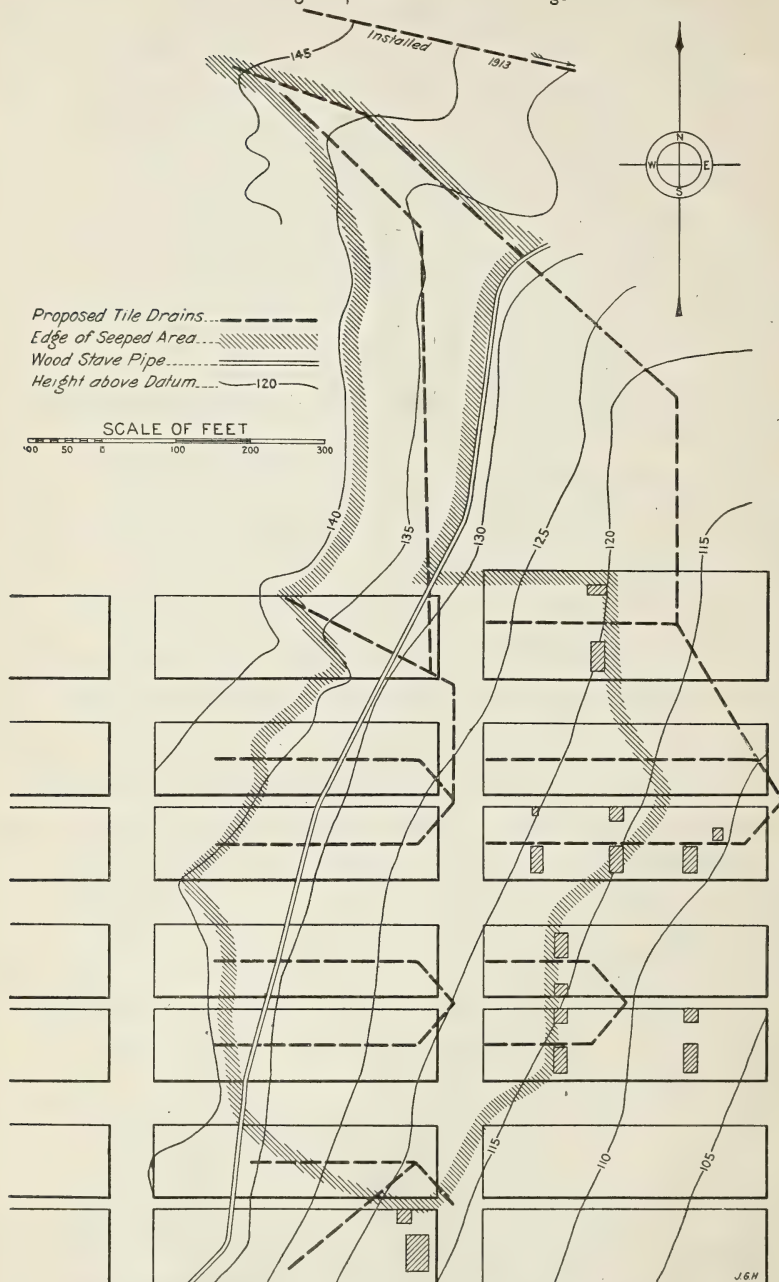 145
Installed 1913
N
W E
S
Proposed Tile Drains
Edge of Seeped Area
Wood Stave Pipe
Height above Datum 120
SCALE OF FEET
100 50 0 100 200 300
140
135
130
125
120
115
115
110
105
J.G.H